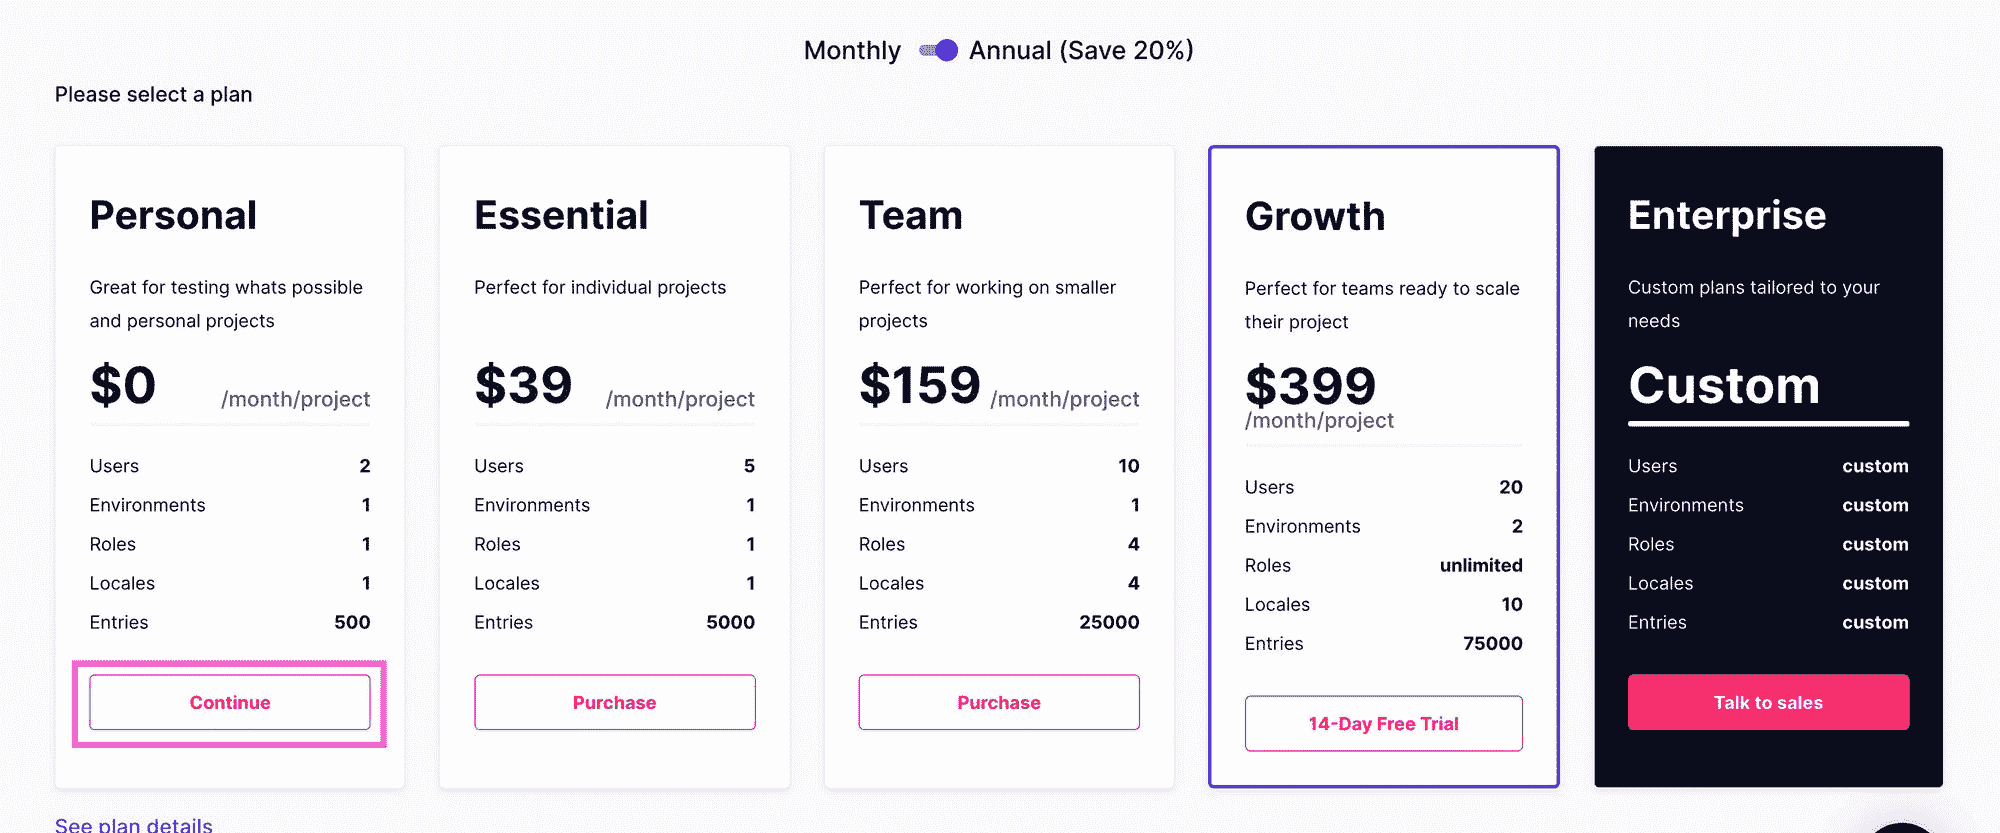 Monthly Annual (Save 20%)
Please select a plan
Personal
Great for testing whats possible
and personal projects
$0 /month/project
Users 2
Environments 1
Roles 1
Locales 1
Entries 500
Continue
Essential
Perfect for individual projects
$39 /month/project
Users 5
Environments 1
Roles 1
Locales 1
Entries 5000
Purchase
Team
Perfect for working on smaller
projects
$159 /month/project
Users 10
Environments 1
Roles 4
Locales 4
Entries 25000
Purchase
Growth
Perfect for teams ready to scale
their project
$399
/month/project
Users 20
Environments 2
Roles unlimited
Locales 10
Entries 75000
14-Day Free Trial
Enterprise
Custom plans tailored to your
needs
Custom
Users custom
Environments custom
Roles custom
Locales custom
Entries custom
Talk to sales
See plan details